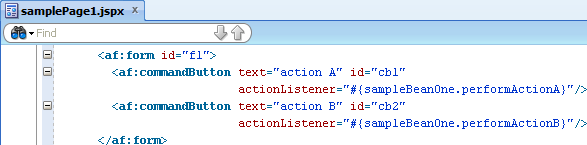 samplePage1.jspx
Find
<af:form id="f1">
<af:commandButton text="action A" id="cb1"
actionListener="#{sampleBeanOne.performActionA}"/>
<af:commandButton text="action B" id="cb2"
actionListener="#{sampleBeanOne.performActionB}"/>
</af:form>